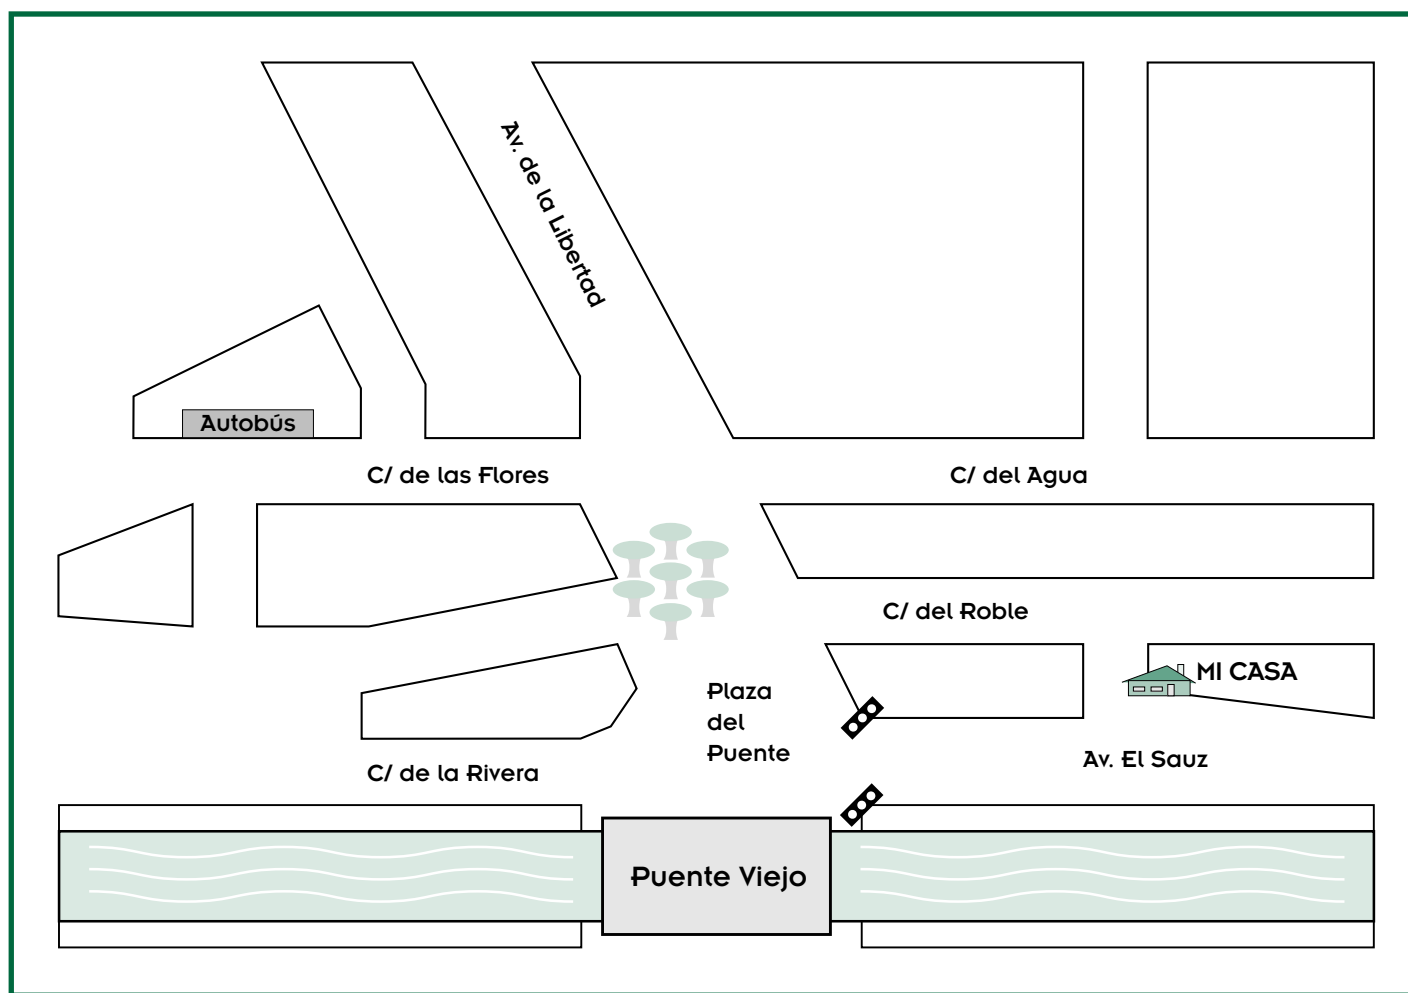 Av. de la Libertad
Autobús
C/ de las Flores
C/ del Agua
C/ del Roble
MI CASA
Plaza
del
Puente
Av. El Sauz
C/ de la Rivera
Puente Viejo